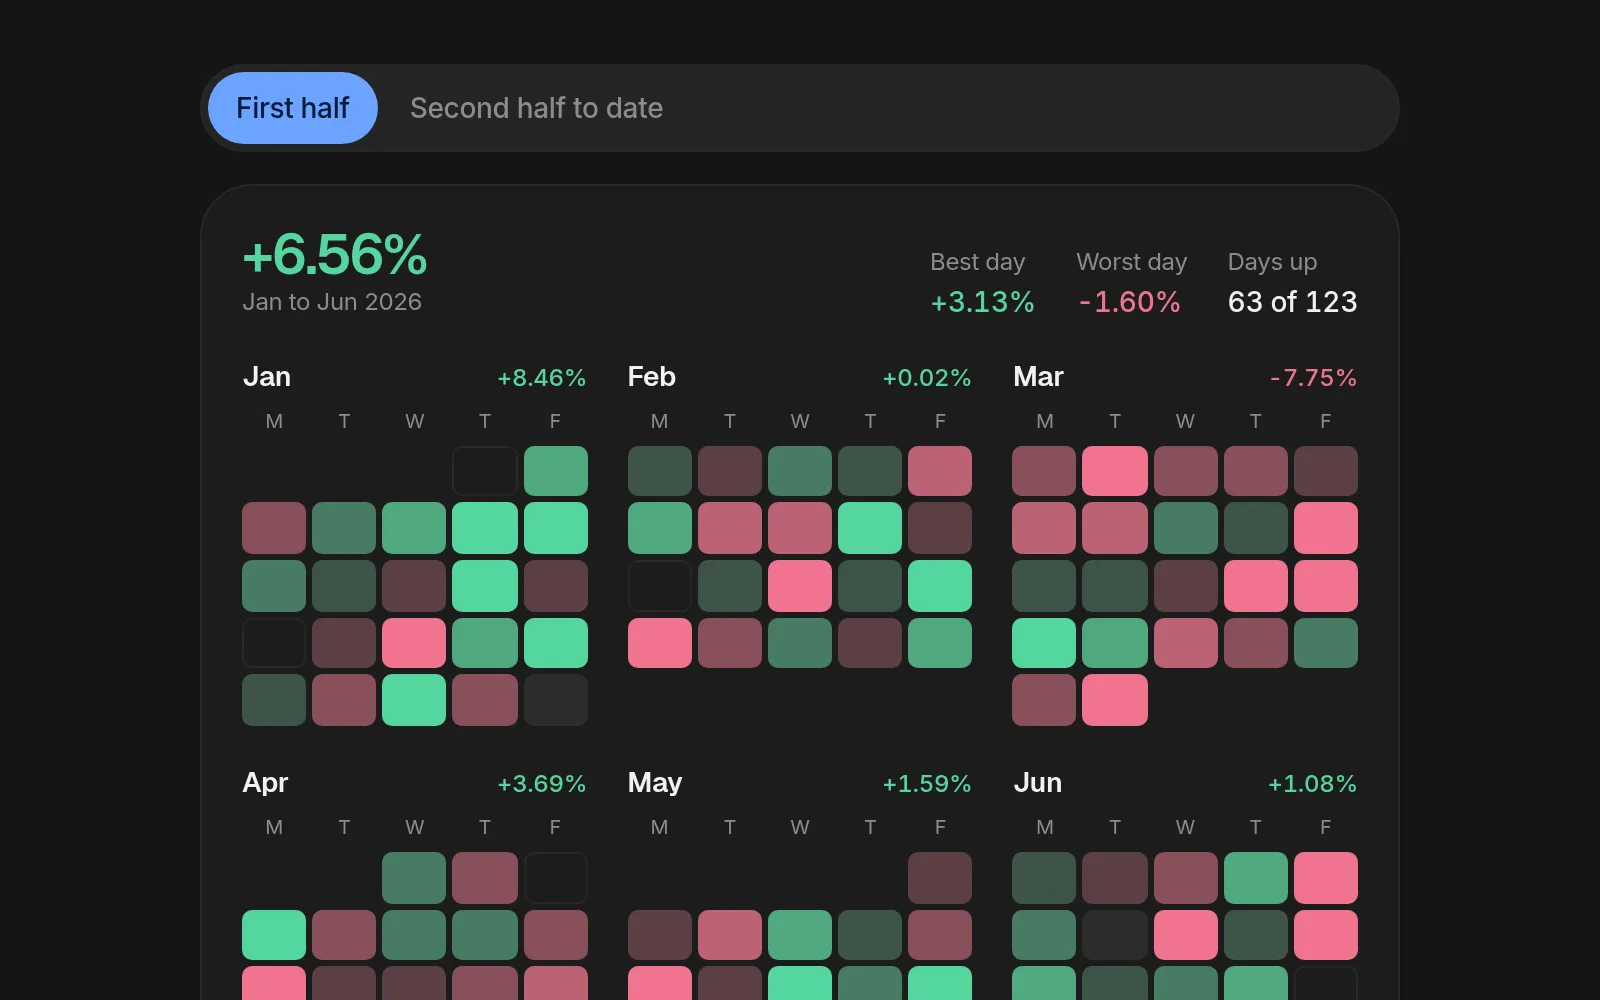 First half Second half to date
+6.56%
Jan to Jun 2026
Best day Worst day Days up
+3.13% -1.60% 63 of 123
Jan +8.46% Feb +0.02% Mar -7.75%
M T W T F M T W T F M T W T F
Apr +3.69% May +1.59% Jun +1.08%
M T W T F M T W T F M T W T F